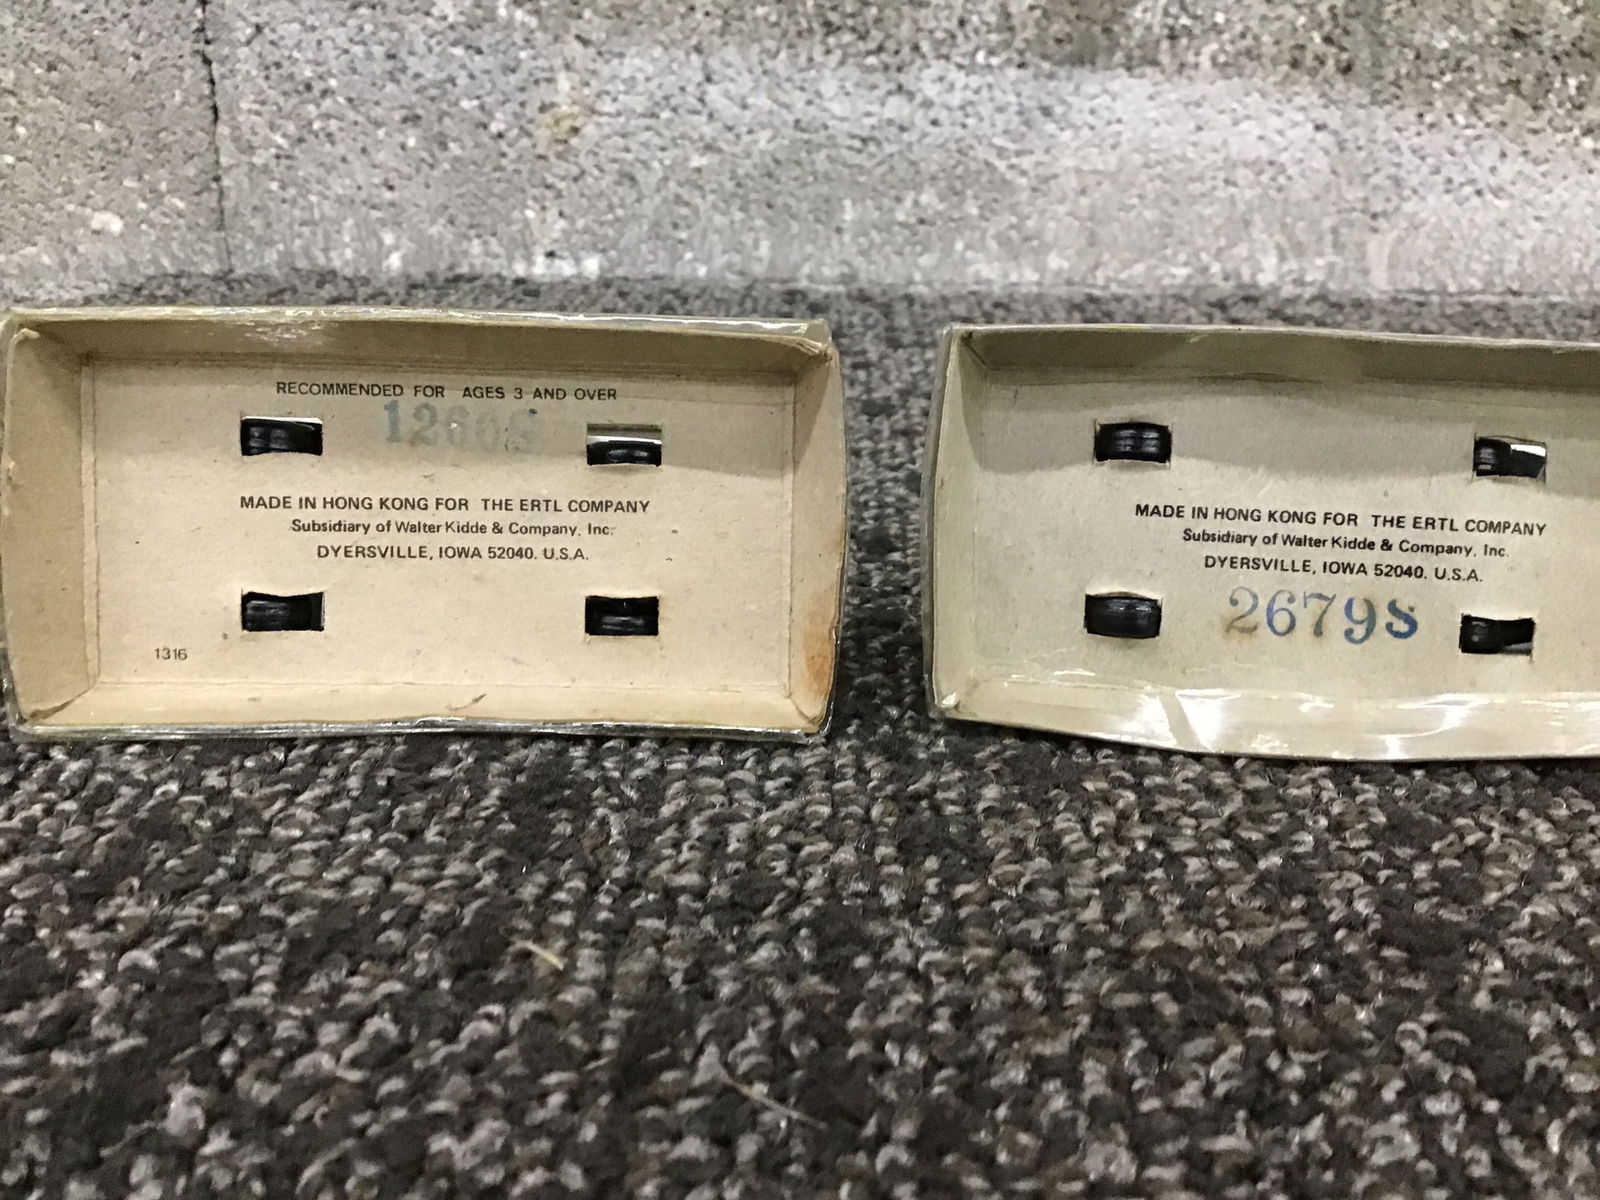 RECOMMENDED FOR AGES 3 AND OVER
MADE IN HONG KONG FOR THE ERTL COMPANY
Subsidiary of Walter Kidde & Company, Inc.
DYERSVILLE, IOWA 52040. U.S.A.
1316
MADE IN HONG KONG FOR THE ERTL COMPANY
Subsidiary of Walter Kidde & Company, Inc.
DYERSVILLE, IOWA 52040. U.S.A.
2679S